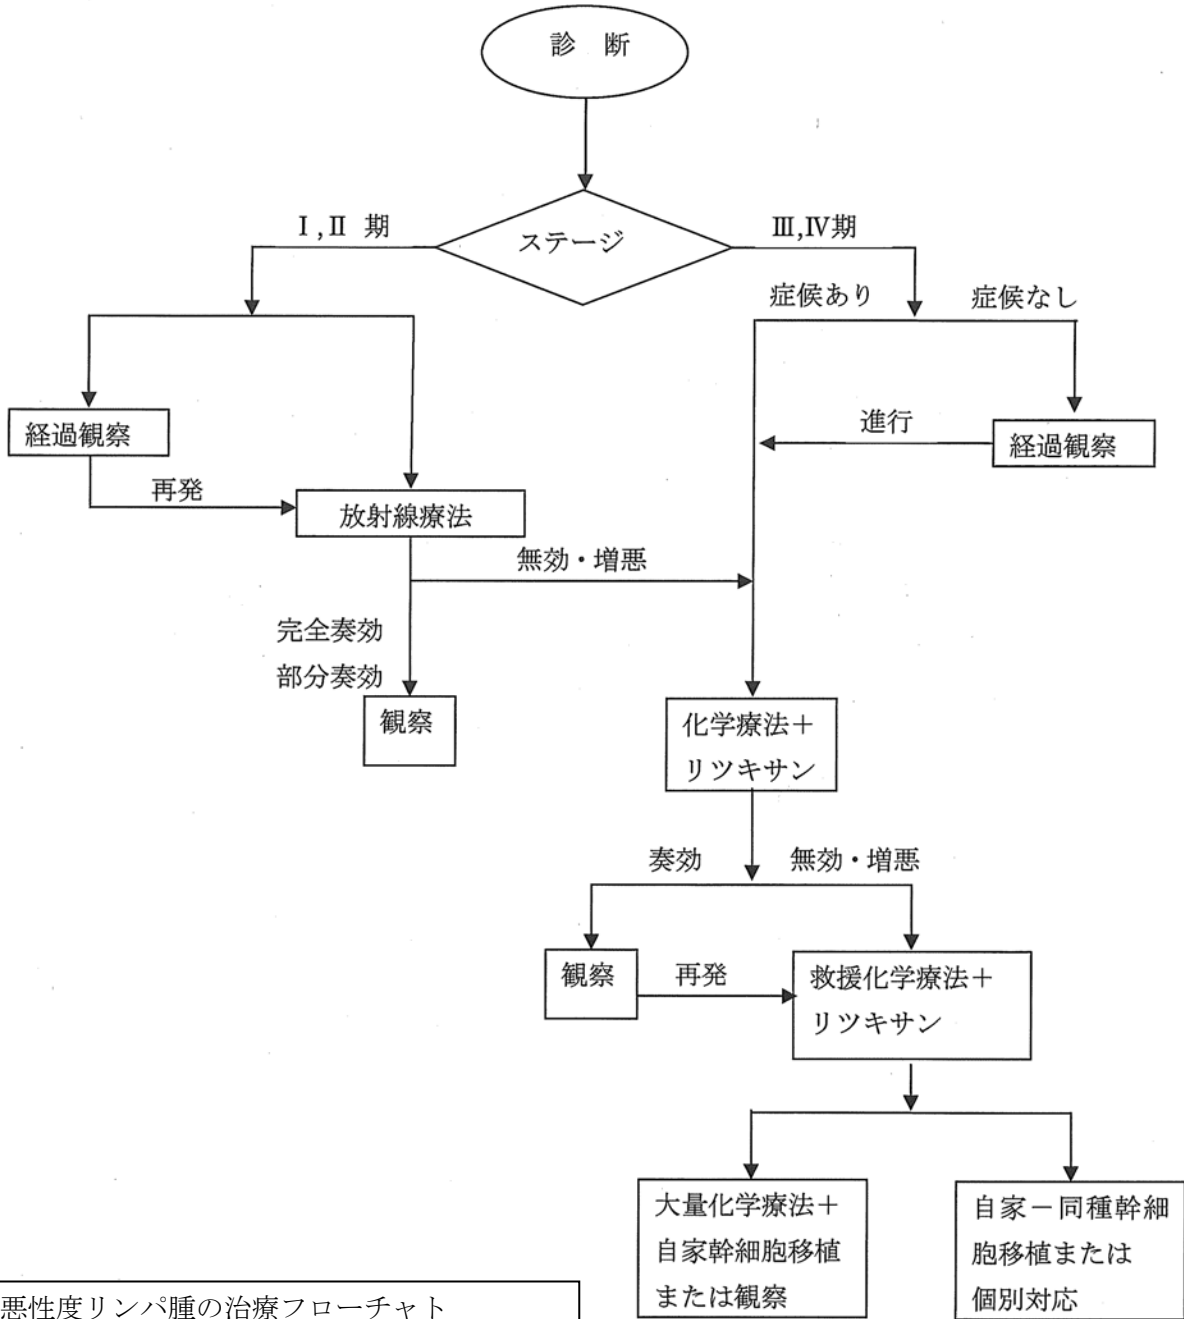 診 断
ステージ
Ⅰ,Ⅱ 期
Ⅲ,Ⅳ期
症候あり
症候なし
経過観察
進行
経過観察
再発
放射線療法
無効・増悪
完全奏効
部分奏効
観察
化学療法＋
リツキサン
奏効
無効・増悪
観察
再発
救援化学療法＋
リツキサン
大量化学療法＋
自家幹細胞移植
または観察
自家－同種幹細
胞移植または
個別対応
悪性度リンパ腫の治療フローチャト